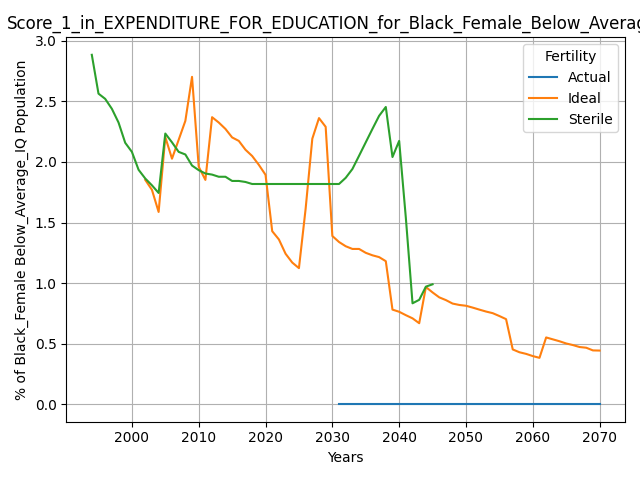 Score_1_in_EXPENDITURE_FOR_EDUCATION_for_Black_Female_Below_Averag
% of Black_Female Below_Average_IQ Population
3.0
2.5
2.0
1.5
1.0
0.5
0.0
Fertility
Actual
Ideal
Sterile
2000 2010 2020 2030 2040 2050 2060 2070
Years